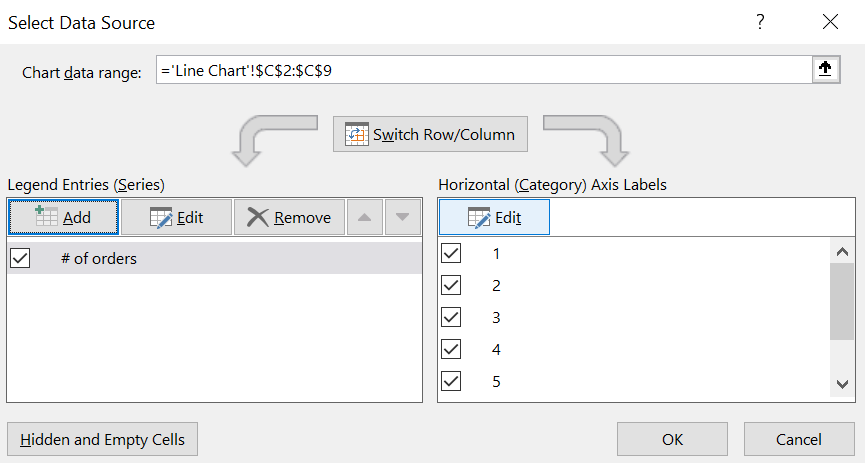 Select Data Source ?
Chart data range: ='Line Chart'!$C$2:$C$9
Switch Row/Column
Legend Entries (Series)
Add Edit Remove
# of orders
Horizontal (Category) Axis Labels
Edit
1
2
3
4
5
Hidden and Empty Cells OK Cancel